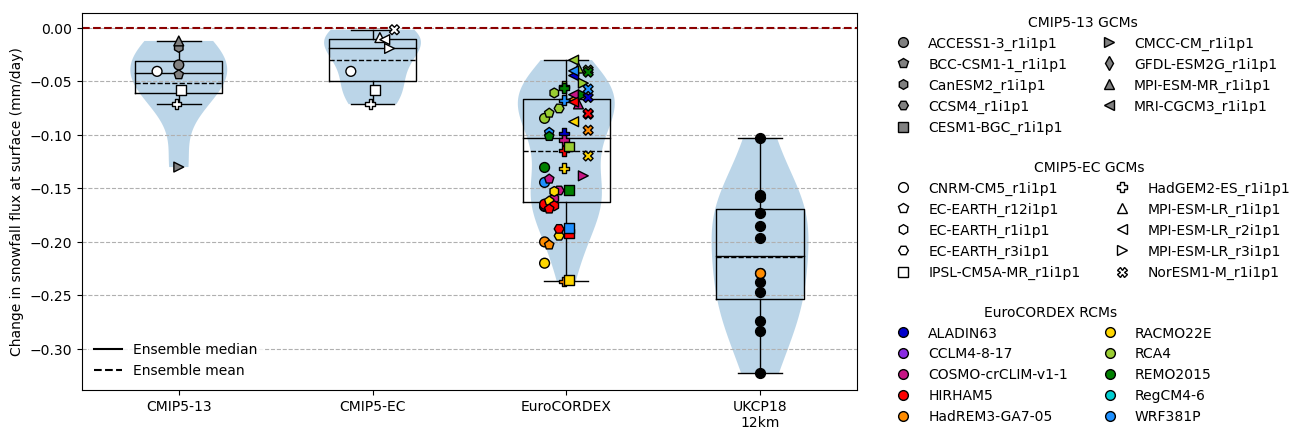 Change in snowfall flux at surface (mm/day)
0.00
−0.05
−0.10
−0.15
−0.20
−0.25
−0.30
Ensemble median
Ensemble mean
CMIP5-13
CMIP5-EC
EuroCORDEX
UKCP18
12km
CMIP5-13 GCMs
ACCESS1-3_r1i1p1
BCC-CSM1-1_r1i1p1
CanESM2_r1i1p1
CCSM4_r1i1p1
CESM1-BGC_r1i1p1
CMCC-CM_r1i1p1
GFDL-ESM2G_r1i1p1
MPI-ESM-MR_r1i1p1
MRI-CGCM3_r1i1p1
CMIP5-EC GCMs
CNRM-CM5_r1i1p1
EC-EARTH_r12i1p1
EC-EARTH_r1i1p1
EC-EARTH_r3i1p1
IPSL-CM5A-MR_r1i1p1
HadGEM2-ES_r1i1p1
MPI-ESM-LR_r1i1p1
MPI-ESM-LR_r2i1p1
MPI-ESM-LR_r3i1p1
NorESM1-M_r1i1p1
EuroCORDEX RCMs
ALADIN63
CCLM4-8-17
COSMO-crCLIM-v1-1
HIRHAM5
HadREM3-GA7-05
RACMO22E
RCA4
REMO2015
RegCM4-6
WRF381P